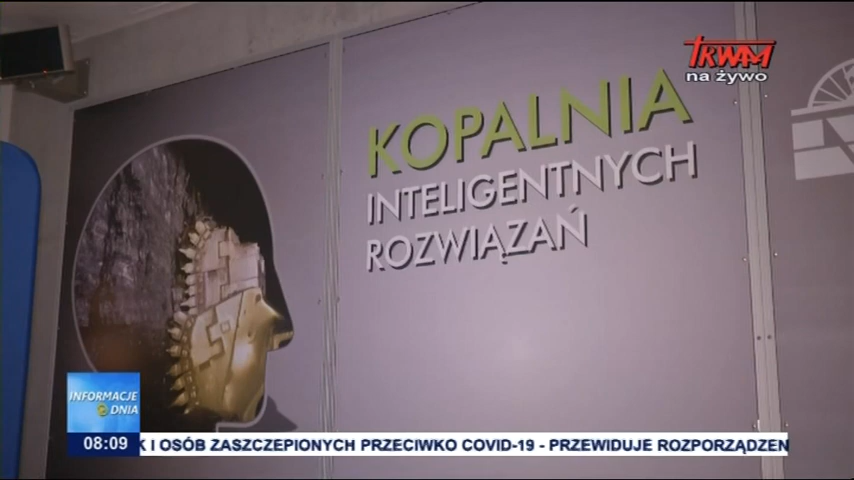 TRWAM
na żywo
KOPALNIA
INTELIGENTNYCH
ROZWIĄZAŃ
INFORMACJE
DNIA
08:09
K I OSÓB ZASZCZEPIONYCH PRZECIWKO COVID-19 - PRZEWIDUJE ROZPORZĄDZEN